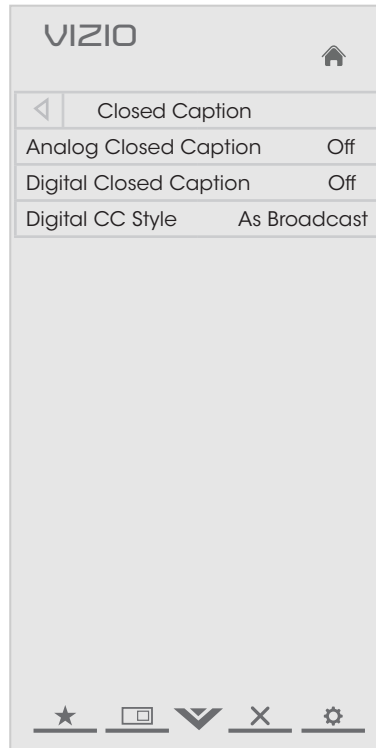 VIZIO
Closed Caption
Analog Closed Caption Off
Digital Closed Caption Off
Digital CC Style As Broadcast